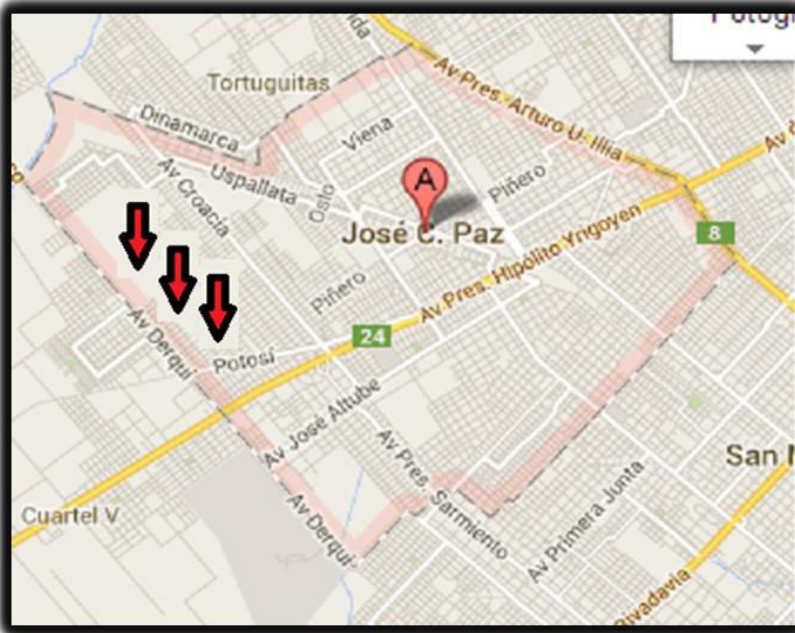 Tortuguitas
Av Pres. Arturo U. Illia
Dinamarca
Viena
Uspallata
Oslo
Piñero
Av Croacia
A
José C. Paz
8
Av Pres. Hipólito Yrigoyen
Piñero
24
Av Derqui
Potosí
Av José Altube
Av Pres. Sarmiento
San
Cuartel V
Av Derqui
Av Primera Junta
Rivadavia